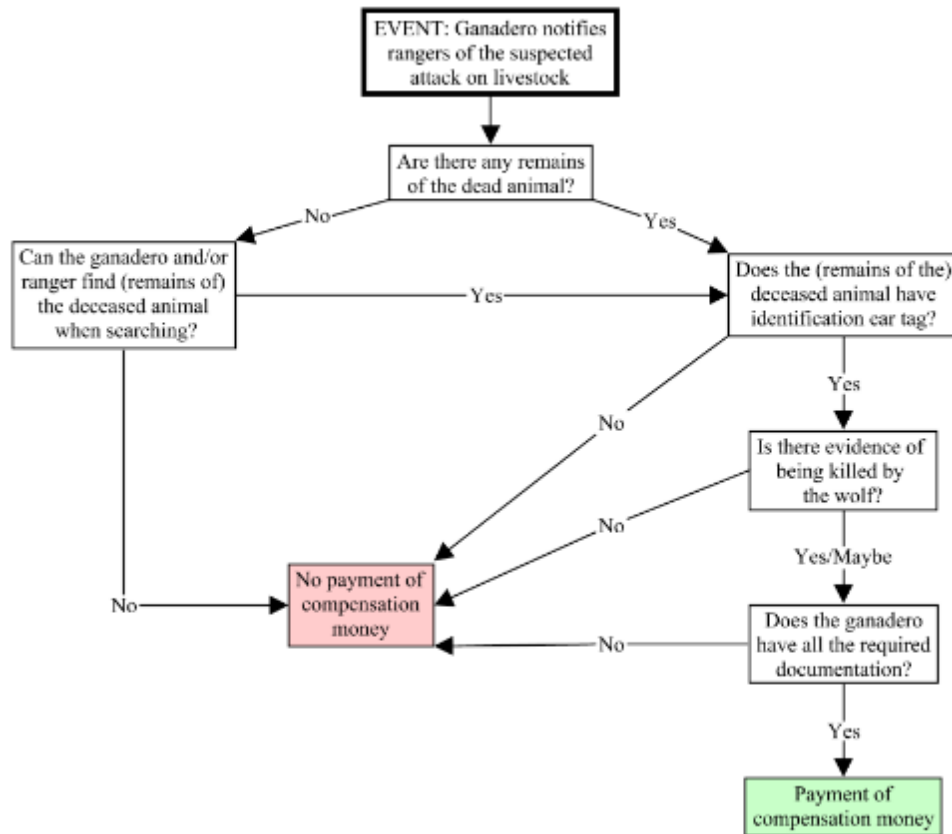 EVENT: Ganadero notifies
rangers of the suspected
attack on livestock
Are there any remains
of the dead animal?
No
Yes
Can the ganadero and/or
ranger find (remains of)
the deceased animal
when searching?
Yes
Does the (remains of the)
deceased animal have
identification ear tag?
No
Yes
Is there evidence of
being killed by
the wolf?
No
Yes/Maybe
No
No payment of
compensation
money
No
Does the ganadero
have all the required
documentation?
Yes
Payment of
compensation money